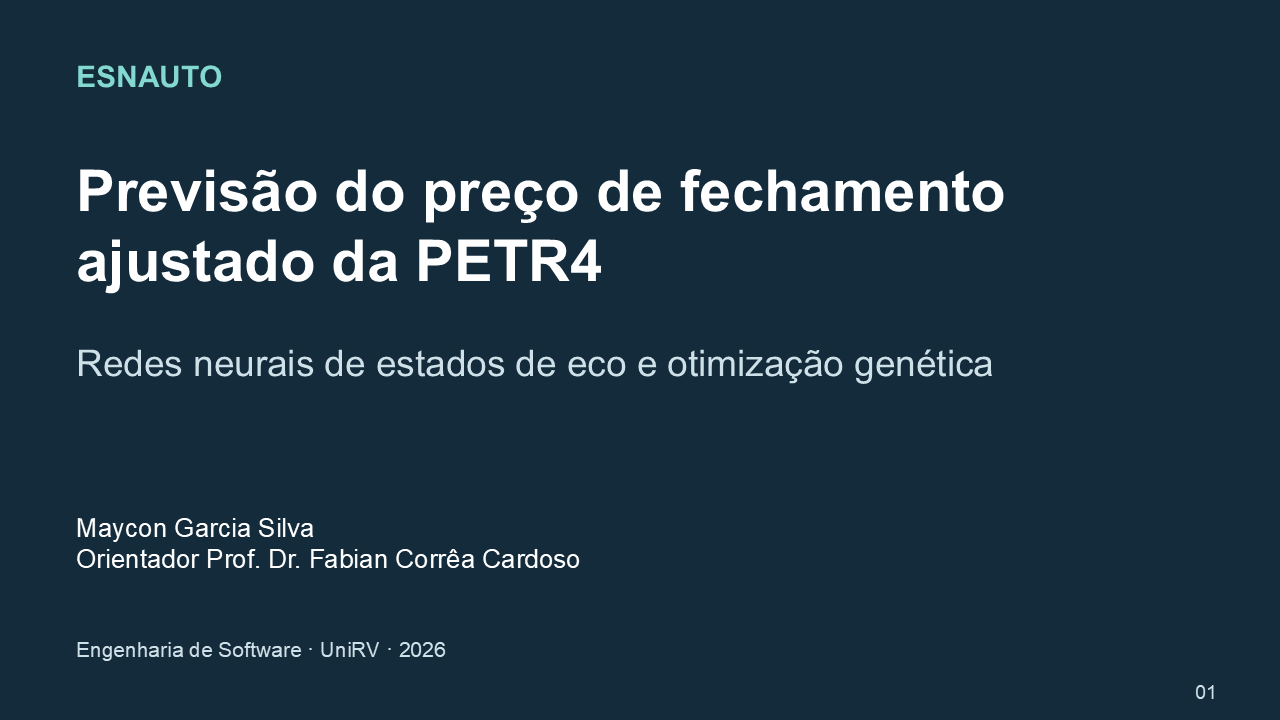 ESNAUTO
Previsão do preço de fechamento
ajustado da PETR4
Redes neurais de estados de eco e otimização genética
Maycon Garcia Silva
Orientador Prof. Dr. Fabian Corrêa Cardoso
Engenharia de Software · UniRV · 2026
01